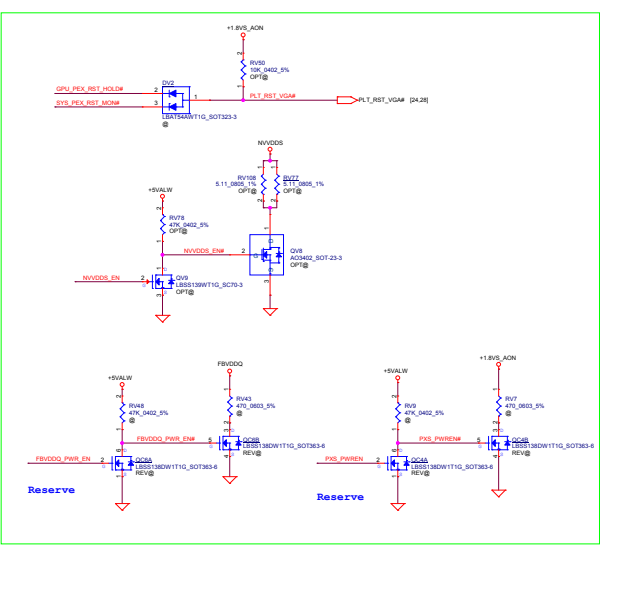 +1.8VS_AON
RV50
10K_0402_5%
OPT@
DV2
GPU_PEX_RST_HOLD#
2
1
PLT_RST_VGA#
PLT_RST_VGA# [24,28]
SYS_PEX_RST_MON#
3
LBAT54AWT1G_SOT323-3
@
NVVDDS
RV108
5.11_0805_1%
OPT@
RV77
5.11_0805_1%
OPT@
+5VALW
RV78
47K_0402_5%
OPT@
NVVDDS_EN#
2
QV8
AO3402_SOT-23-3
OPT@
NVVDDS_EN
2
QV9
LBSS139WT1G_SC70-3
OPT@
FBVDDQ
+5VALW
RV48
47K_0402_5%
@
RV43
470_0603_5%
@
FBVDDQ_PWR_EN#
5
QC6B
LBSS138DW1T1G_SOT363-6
REV@
FBVDDQ_PWR_EN
2
QC6A
LBSS138DW1T1G_SOT363-6
REV@
Reserve
+1.8VS_AON
+5VALW
RV9
47K_0402_5%
@
RV7
470_0603_5%
@
PXS_PWREN#
5
QC4B
LBSS138DW1T1G_SOT363-6
REV@
PXS_PWREN
2
QC4A
LBSS138DW1T1G_SOT363-6
REV@
Reserve